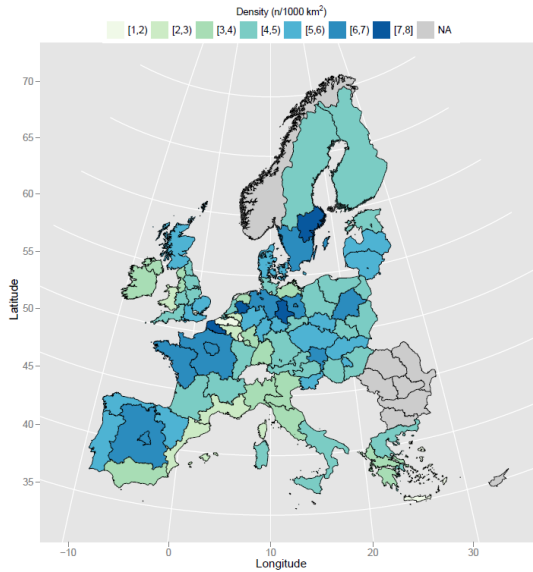 Density (n/1000 km²)
[1,2) [2,3) [3,4) [4,5) [5,6) [6,7) [7,8] NA
70
65
60
55
50
45
40
35
Latitude
−10 0 10 20 30
Longitude